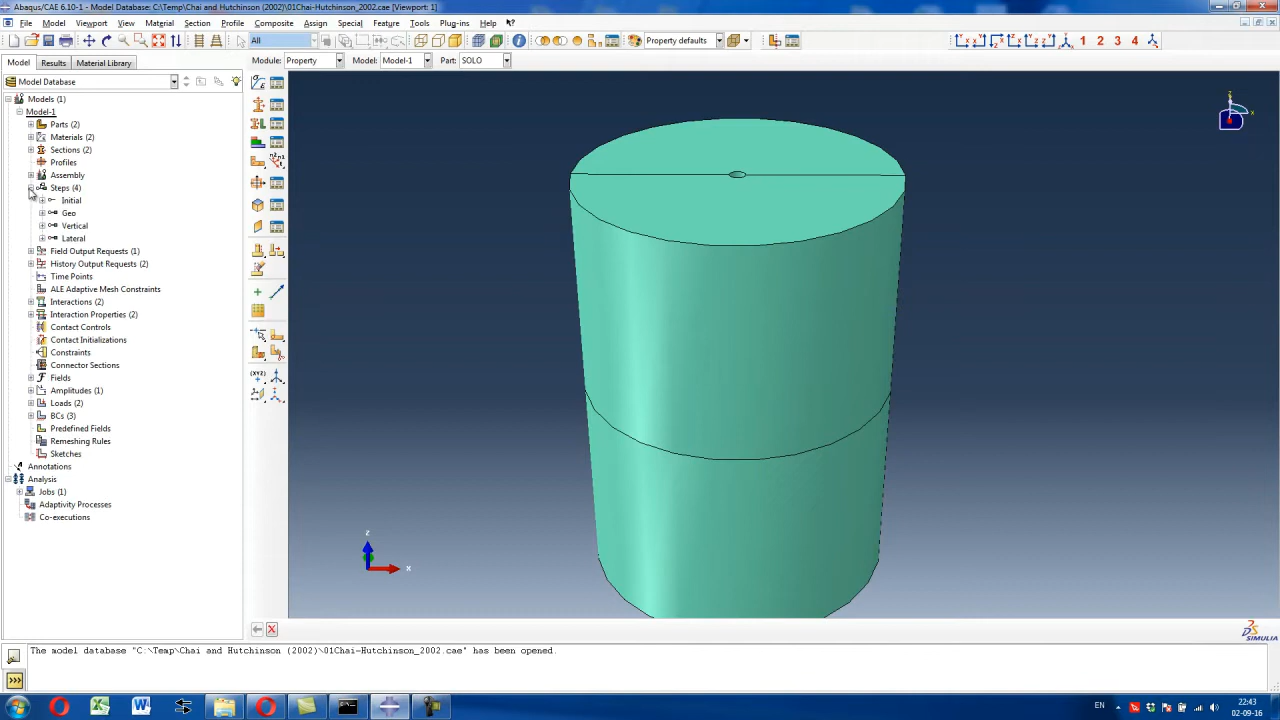 Abaqus/CAE 6.10-1 - Model Database: C:\Temp\Chai and Hutchinson (2002)\01Chai-Hutchinson_2002.cae [Viewport: 1]
File Model Viewport View Material Section Profile Composite Assign Special Feature Tools Plug-ins Help
All Property defaults 1 2 3 4
Model Results Material Library Module: Property Model: Model-1 Part: SOLO
Model Database
Models (1)
Model-1
Parts (2)
Materials (2)
Sections (2)
Profiles
Assembly
Steps (4)
Initial
Geo
Vertical
Lateral
Field Output Requests (1)
History Output Requests (2)
Time Points
ALE Adaptive Mesh Constraints
Interactions (2)
Interaction Properties (2)
Contact Controls
Contact Initializations
Constraints
Connector Sections
Fields
Amplitudes (1)
Loads (2)
BCs (3)
Predefined Fields
Remeshing Rules
Sketches
Annotations
Analysis
Jobs (1)
Adaptivity Processes
Co-executions
(XYZ)
z
x
z
x
SIMULIA
The model database "C:\Temp\Chai and Hutchinson (2002)\01Chai-Hutchinson_2002.cae" has been opened.
>>>
EN
22:43
02-09-16